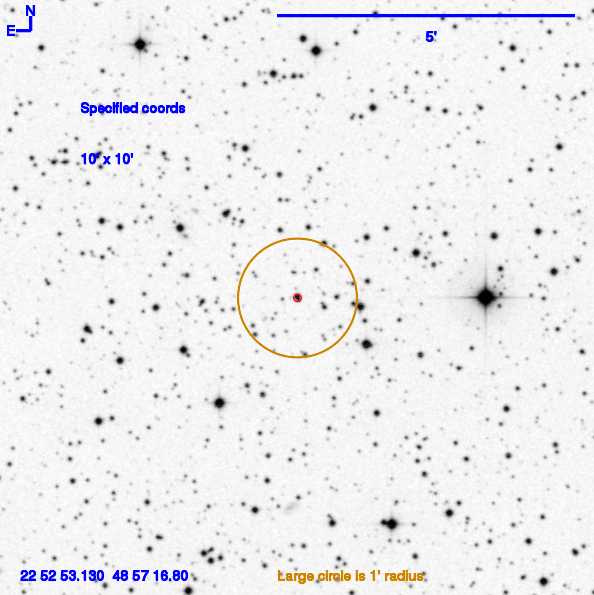 N
E
5'
Specified coords
10' x 10'
22 52 53.130 48 57 16.80
Large circle is 1' radius